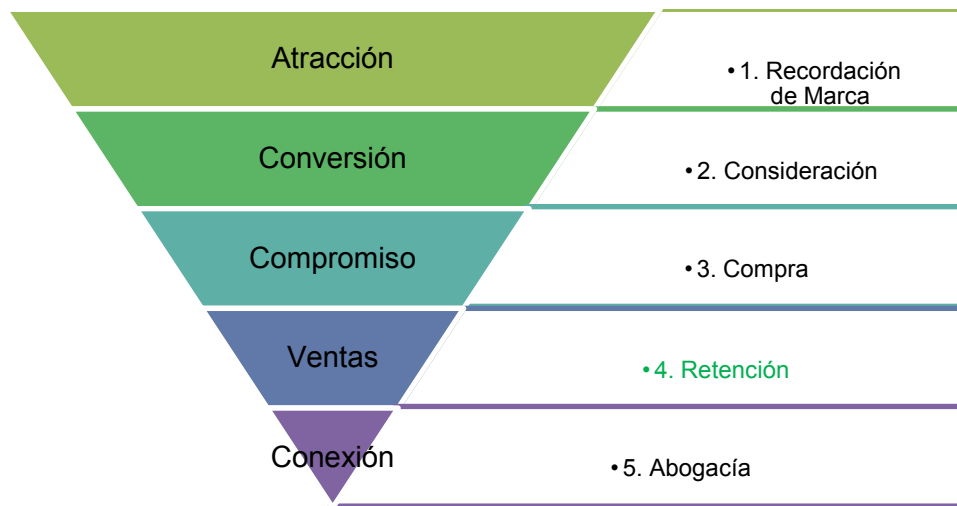 Atracción
• 1. Recordación
de Marca
Conversión
• 2. Consideración
Compromiso
• 3. Compra
Ventas
• 4. Retención
Conexión
• 5. Abogacía